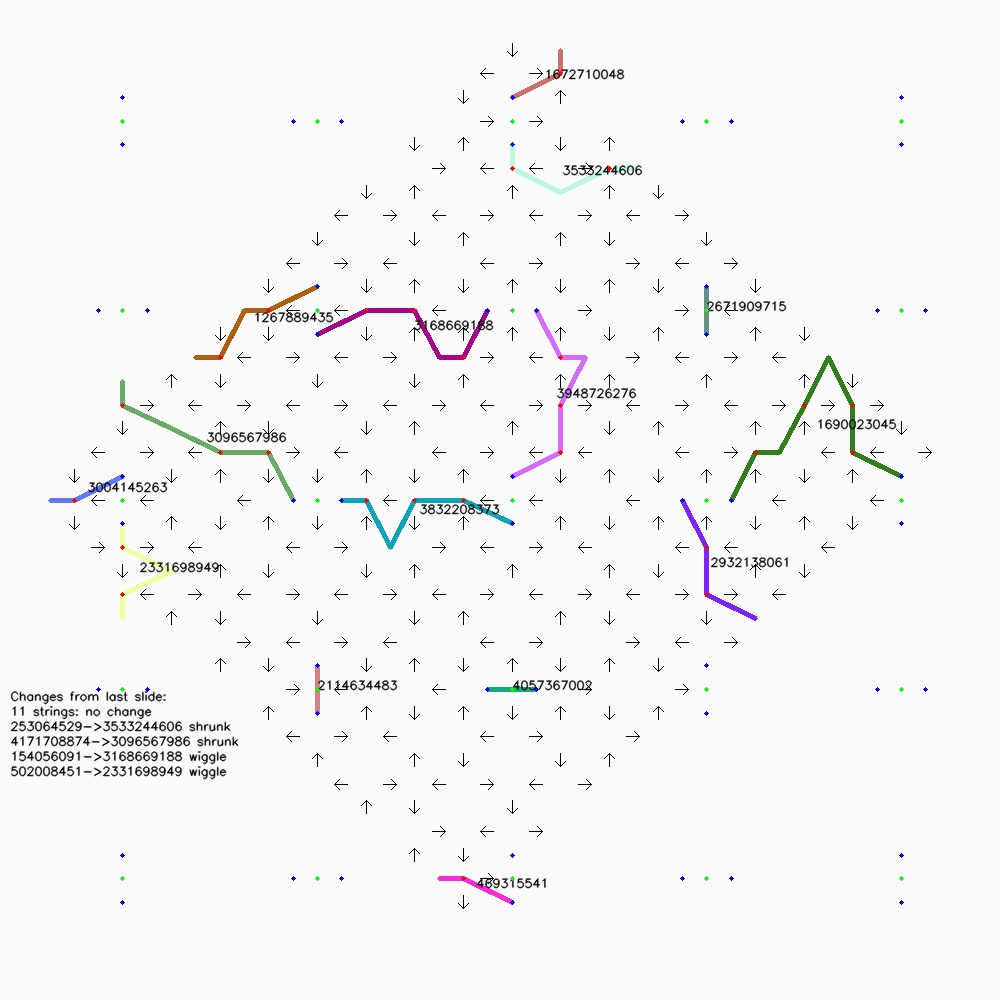 1672710048
3533244606
2671909715
1267889435
3168669188
3948726276
1690023045
3096567986
3004145263
3832208373
2932138061
2331698949
2114634483
4057367002
Changes from last slide:
11 strings: no change
253064529->3533244606 shrunk
4171708874->3096567986 shrunk
154056091->3168669188 wiggle
502008451->2331698949 wiggle
469315541